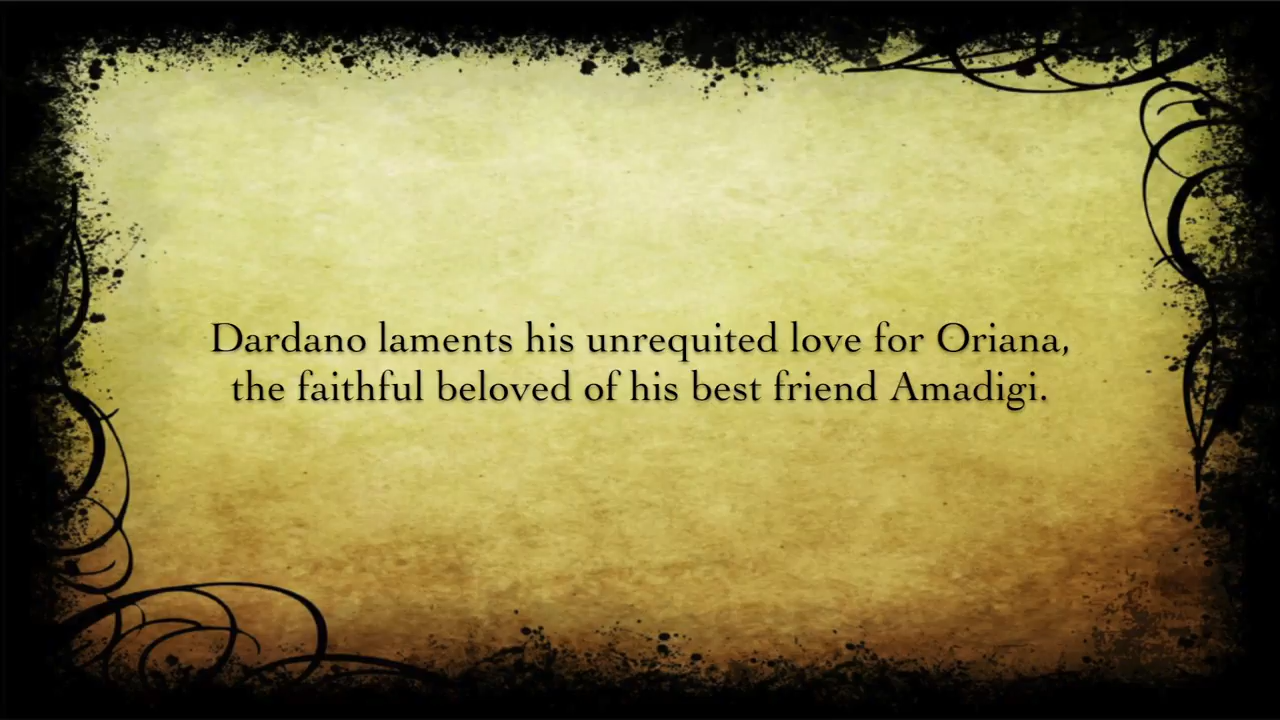 Dardano laments his unrequited love for Oriana,
the faithful beloved of his best friend Amadigi.